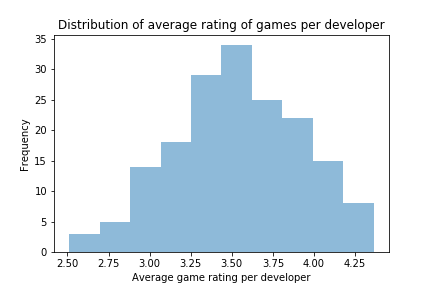 Distribution of average rating of games per developer
Frequency
35
30
25
20
15
10
5
0
2.50 2.75 3.00 3.25 3.50 3.75 4.00 4.25
Average game rating per developer